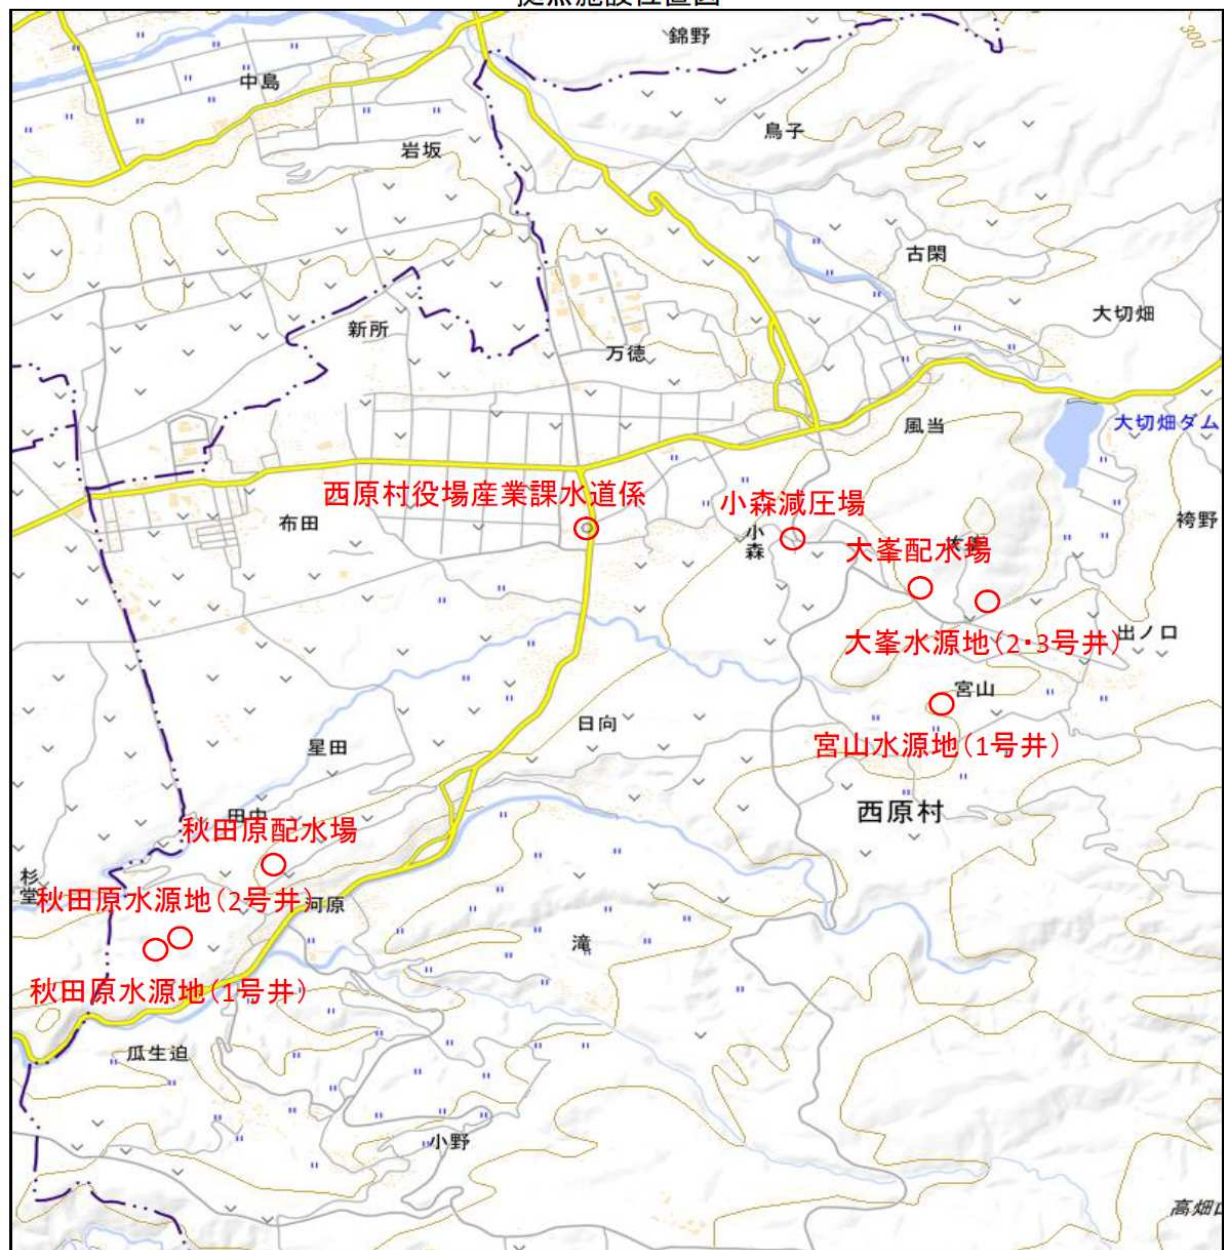 錦野
300
中島
鳥子
岩坂
古閑
大切畑
新所
万徳
大切畑ダム
風当
西原村役場産業課水道係
小森減圧場
布田
小森
袴野
大峯配水場
大峯水源地(2・3号井)
出ノ口
宮山
日向
宮山水源地(1号井)
星田
西原村
田中
秋田原配水場
杉堂
秋田原水源地(2号井)
河原
滝
秋田原水源地(1号井)
瓜生迫
小野
高畑山